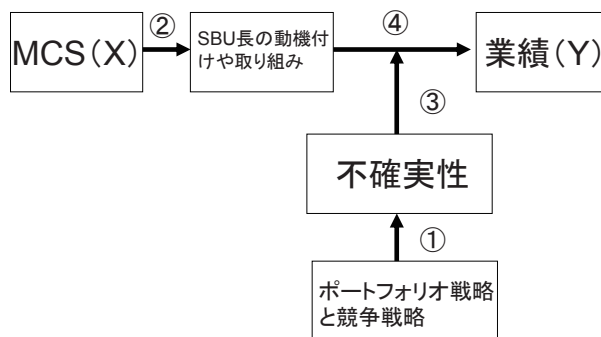 ②
④
MCS(X)
SBU長の動機付
けや取り組み
業績(Y)
③
不確実性
①
ポートフォリオ戦略
と競争戦略